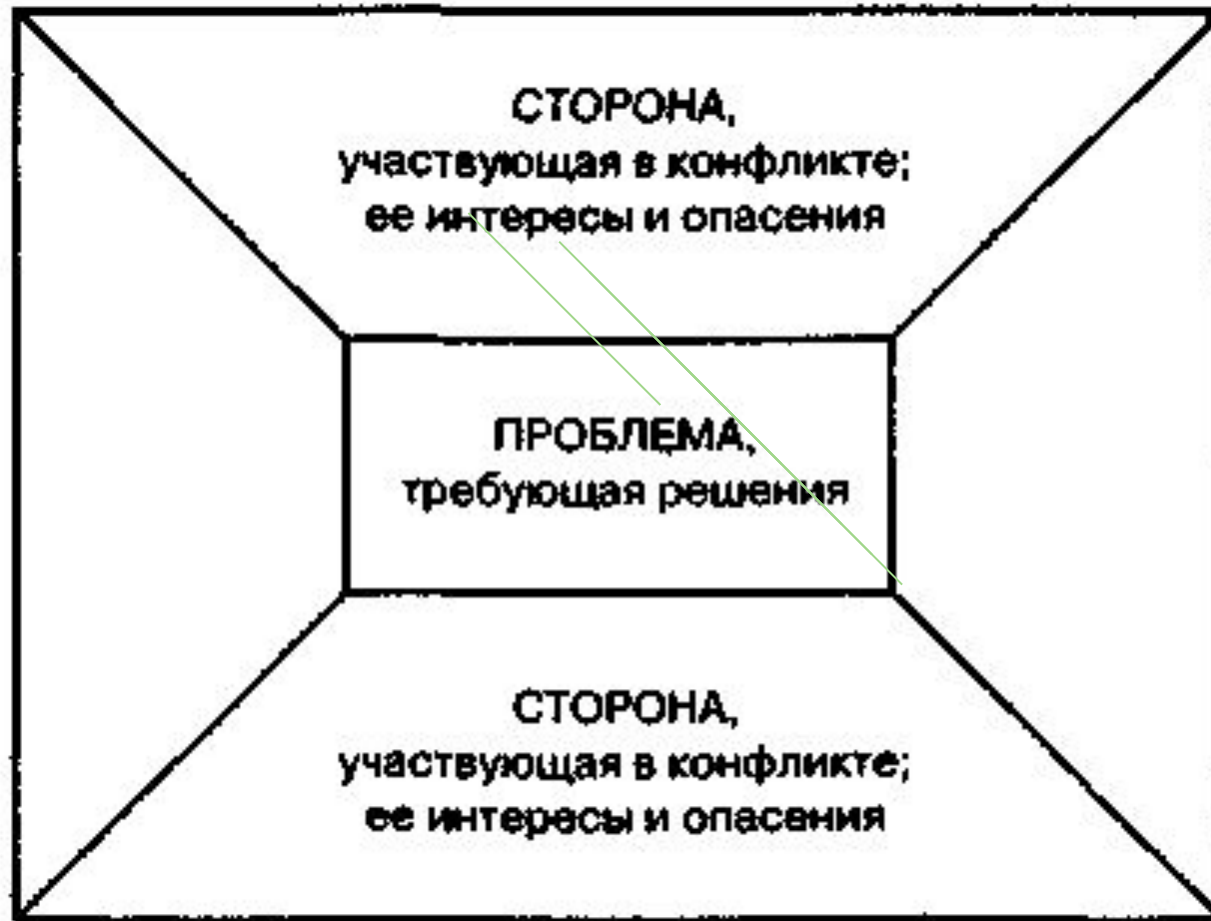 СТОРОНА,
участвующая в конфликте;
ее интересы и опасения
ПРОБЛЕМА,
требующая решения
СТОРОНА,
участвующая в конфликте;
ее интересы и опасения